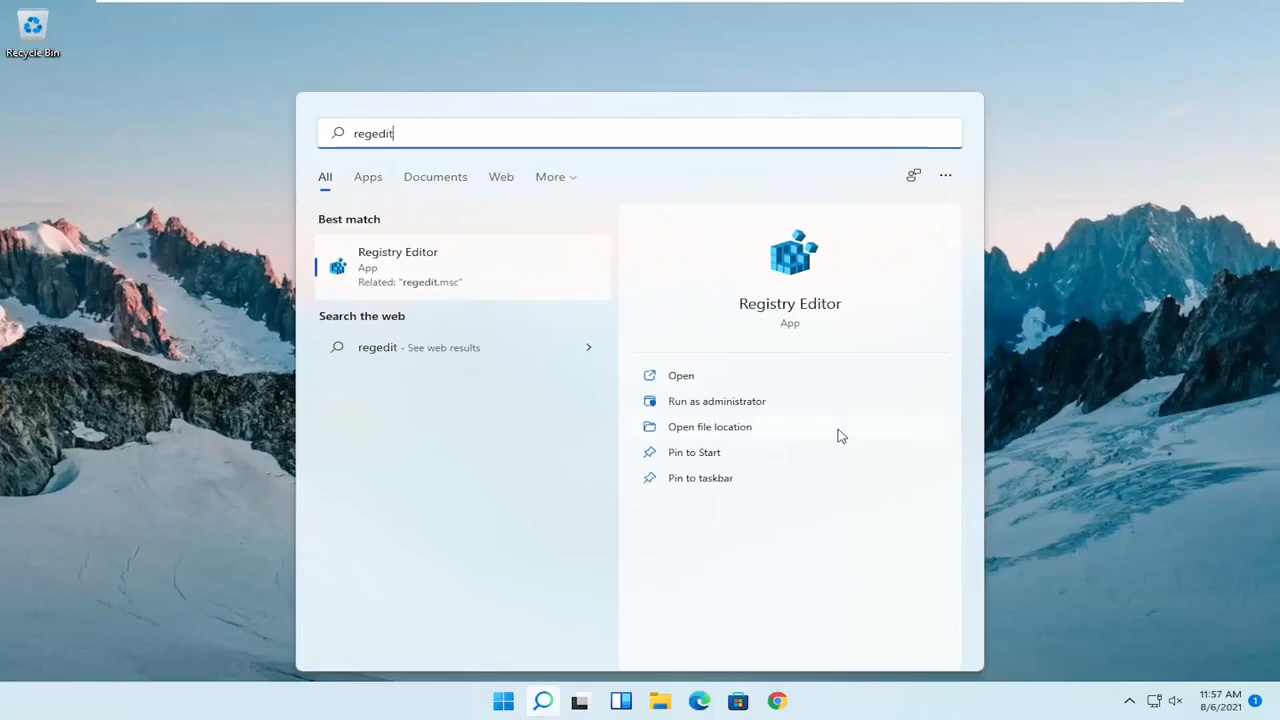 Recycle Bin
regedit
All Apps Documents Web More
Best match
Registry Editor
App
Related: "regedit.msc"
Search the web
regedit - See web results
Registry Editor
App
Open
Run as administrator
Open file location
Pin to Start
Pin to taskbar
11:57 AM
8/6/2021
1